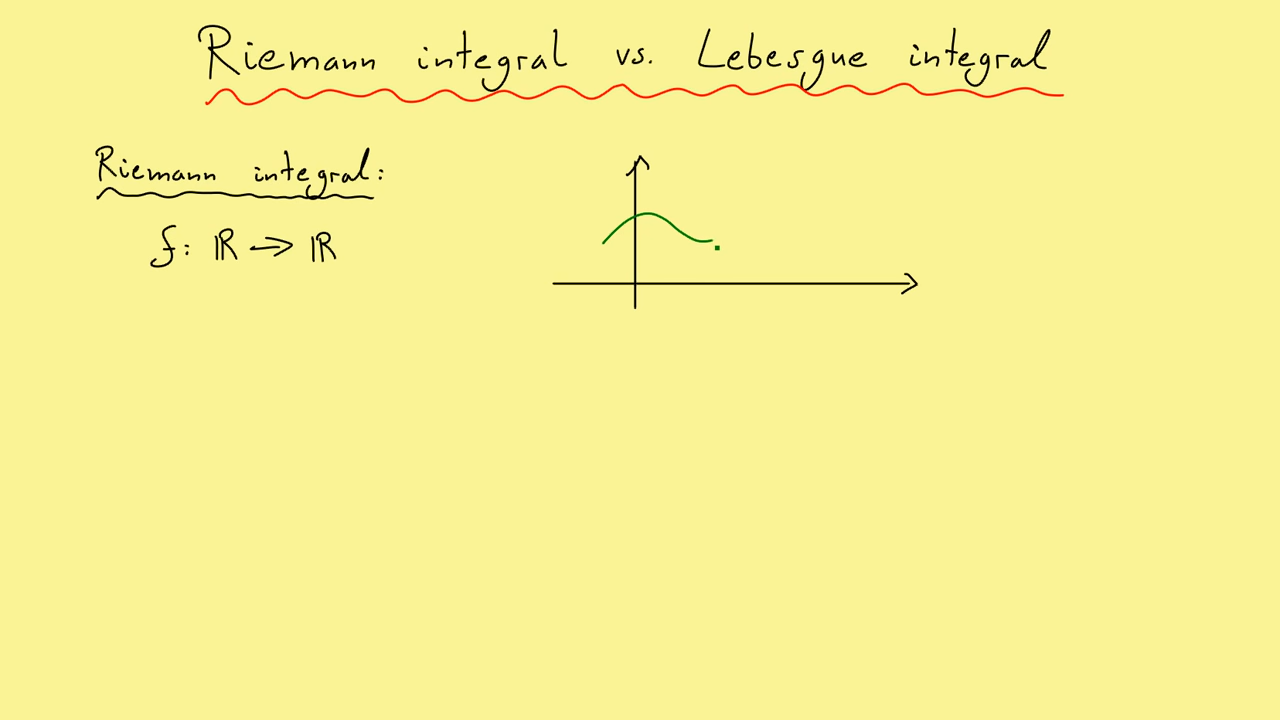 Riemann integral vs. Lebesgue integral
Riemann integral:
f: ℝ → ℝ